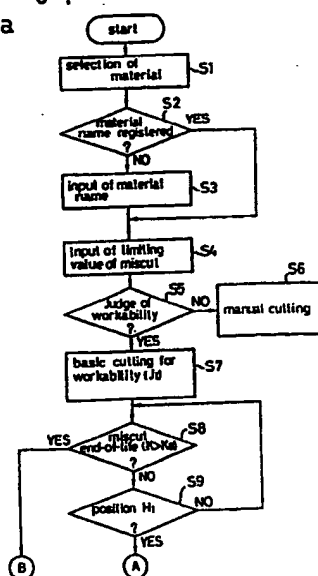 a
start
selection of
material
S1
S2
material
name registered
?
YES
NO
input of material
name
S3
input of limiting
value of miscut
S4
S5
Judge of
workability
?
NO
S6
manual cutting
YES
basic cutting for
workability (J1)
S7
S8
miscut
end-of-life (K>Ka)
?
YES
NO
S9
position H1
?
NO
YES
B
A